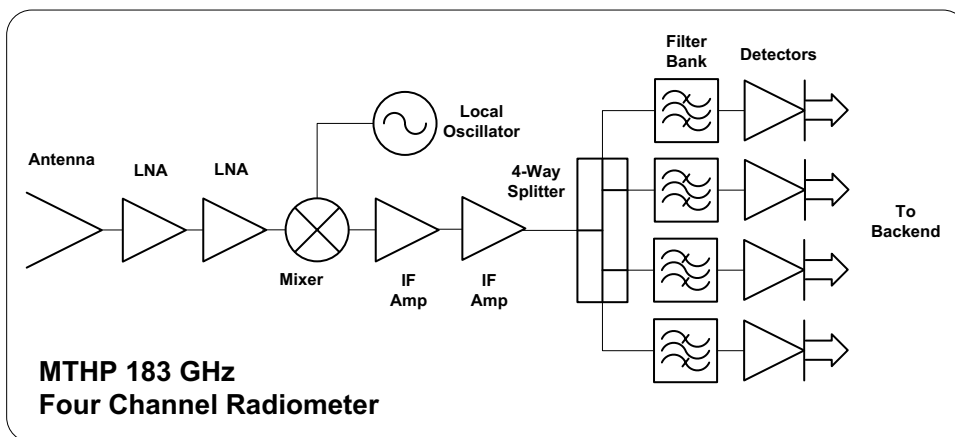 Filter
Bank
Detectors
Local
Oscillator
Antenna
LNA
LNA
4-Way
Splitter
To
Backend
Mixer
IF
Amp
IF
Amp
MTHP 183 GHz
Four Channel Radiometer